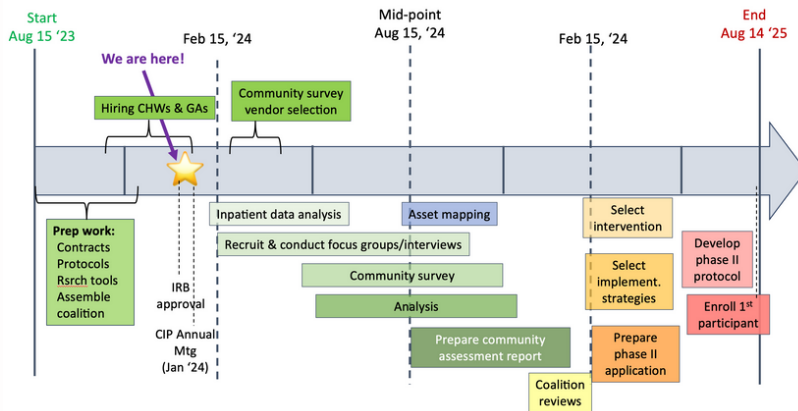 Start
Aug 15 ‘23
Mid-point
Aug 15, ‘24
End
Aug 14 ‘25
Feb 15, ‘24
Feb 15, ‘24
We are here!
Hiring CHWs & GAs
Community survey
vendor selection
Prep work:
Contracts
Protocols
Rsrch tools
Assemble
coalition
IRB
approval
CIP Annual
Mtg
(Jan ‘24)
Inpatient data analysis
Asset mapping
Recruit & conduct focus groups/interviews
Community survey
Analysis
Prepare community
assessment report
Coalition
reviews
Select
intervention
Select
implement.
strategies
Prepare
phase II
application
Develop
phase II
protocol
Enroll 1st
participant